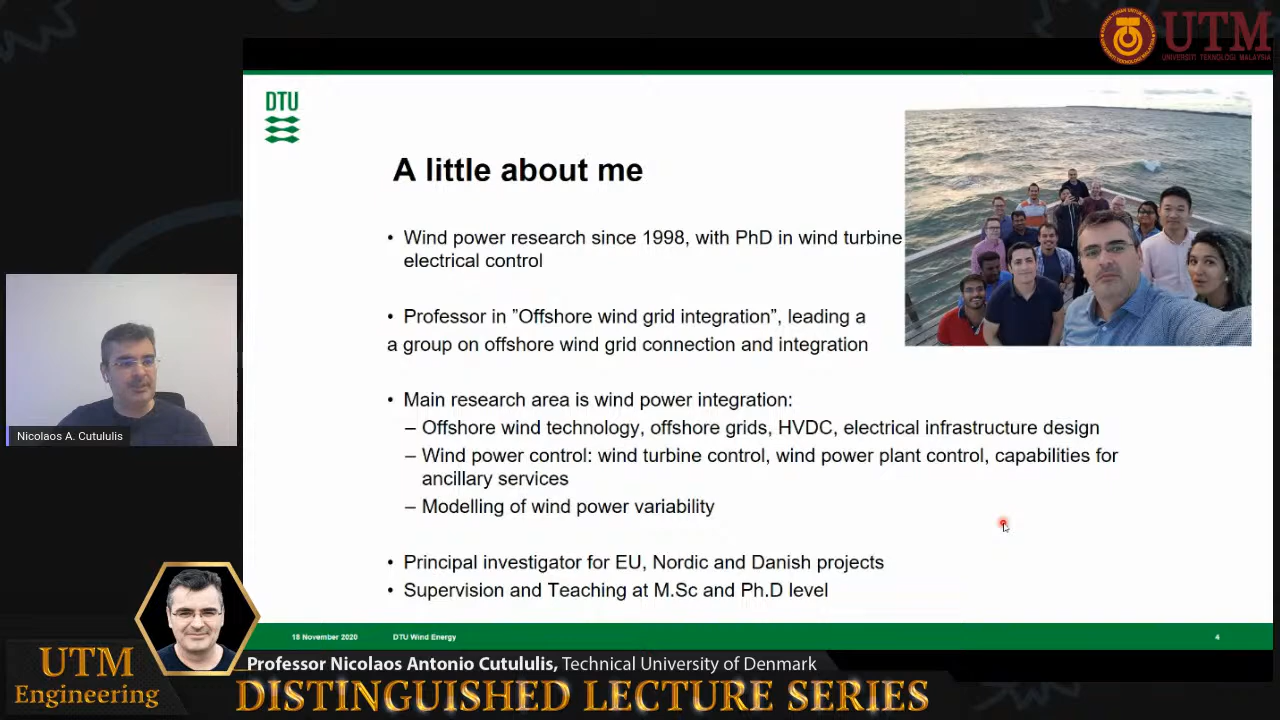 UTM
UNIVERSITI TEKNOLOGI MALAYSIA
DTU
A little about me
• Wind power research since 1998, with PhD in wind turbine
electrical control
• Professor in ”Offshore wind grid integration”, leading a
a group on offshore wind grid connection and integration
• Main research area is wind power integration:
– Offshore wind technology, offshore grids, HVDC, electrical infrastructure design
– Wind power control: wind turbine control, wind power plant control, capabilities for
ancillary services
– Modelling of wind power variability
• Principal investigator for EU, Nordic and Danish projects
• Supervision and Teaching at M.Sc and Ph.D level
Nicolaos A. Cutululis
18 November 2020
DTU Wind Energy
4
UTM
Engineering
Professor Nicolaos Antonio Cutululis, Technical University of Denmark
DISTINGUISHED LECTURE SERIES